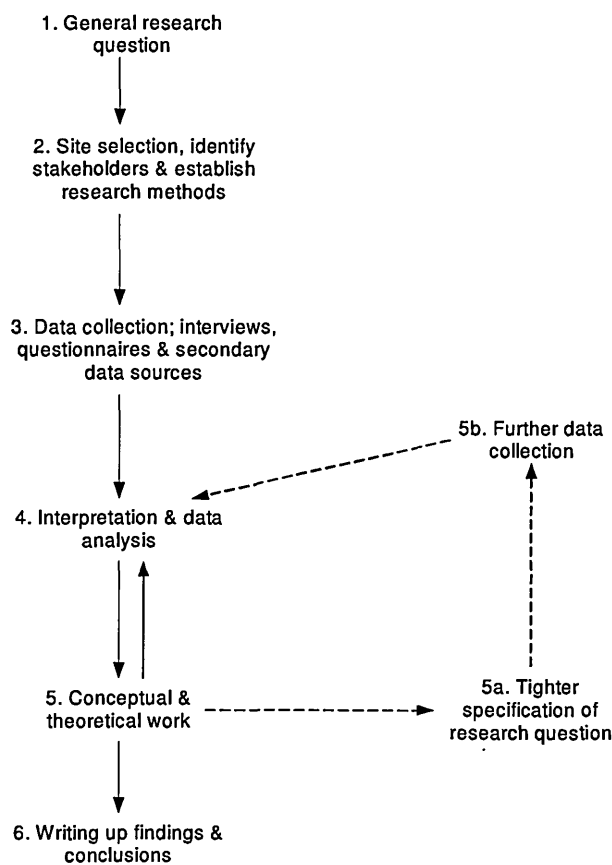 1. General research
question
2. Site selection, identify
stakeholders & establish
research methods
3. Data collection; interviews,
questionnaires & secondary
data sources
5b. Further data
collection
4. Interpretation & data
analysis
5. Conceptual &
theoretical work
5a. Tighter
specification of
research question
6. Writing up findings &
conclusions